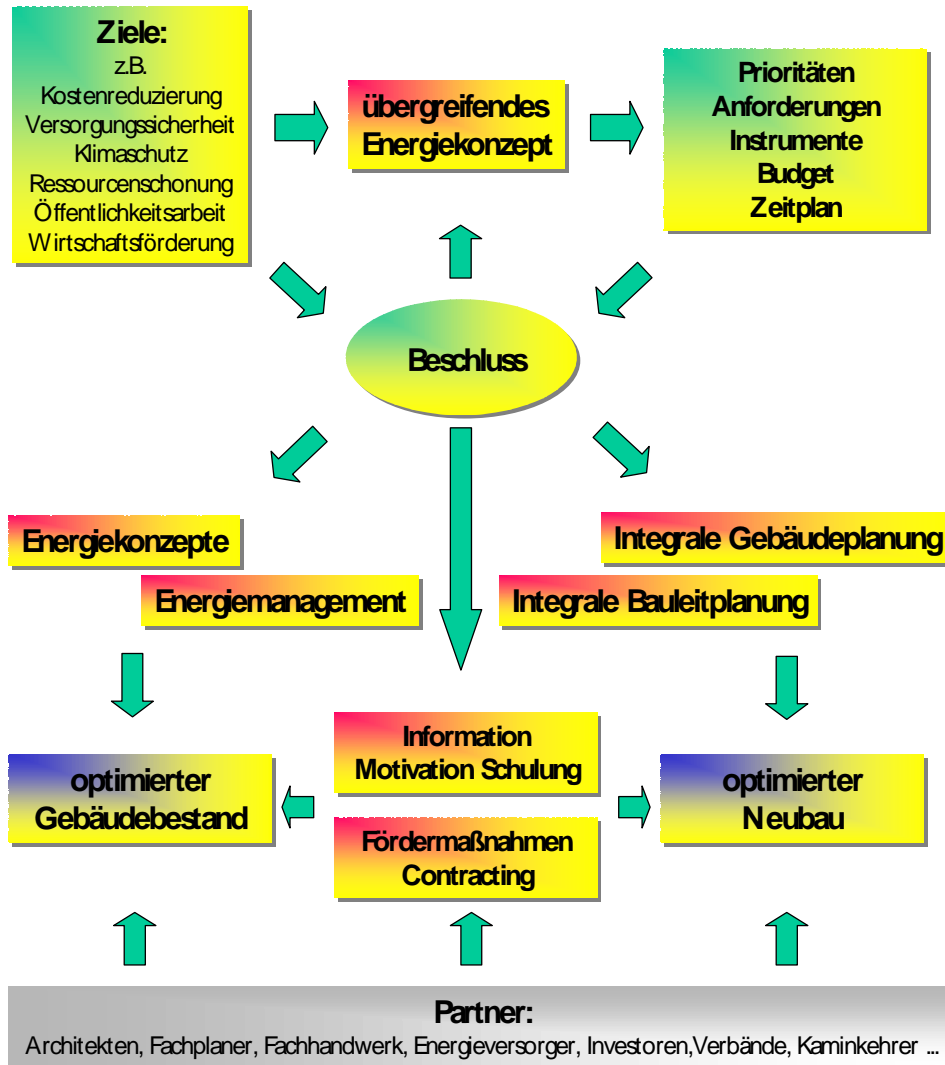 Ziele:
z.B.
Kostenreduzierung
Versorgungssicherheit
Klimaschutz
Ressourcenschonung
Öffentlichkeitsarbeit
Wirtschaftsförderung
übergreifendes
Energiekonzept
Prioritäten
Anforderungen
Instrumente
Budget
Zeitplan
Beschluss
Energiekonzepte
Energiemanagement
Integrale Gebäudeplanung
Integrale Bauleitplanung
optimierter
Gebäudebestand
Information
Motivation Schulung
Fördermaßnahmen
Contracting
optimierter
Neubau
Partner:
Architekten, Fachplaner, Fachhandwerk, Energieversorger, Investoren,Verbände, Kaminkehrer ...